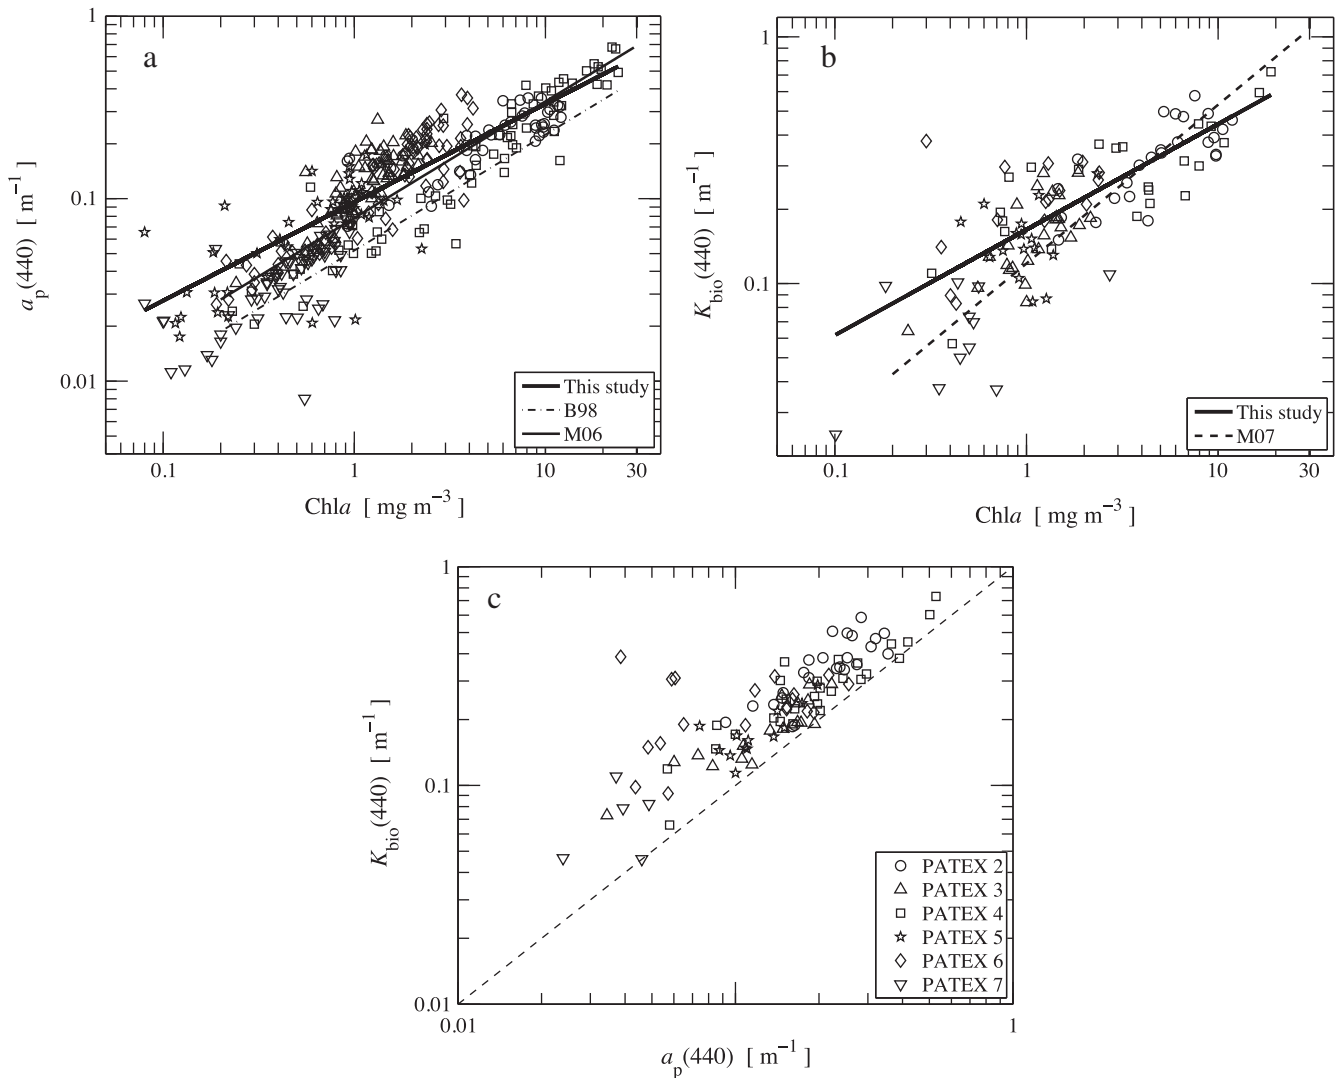 a
1
0.1
0.01
0.1
1
10
30
a_p(440) [ m⁻¹ ]
Chla [ mg m⁻³ ]
This study
B98
M06
b
1
0.1
0.1
1
10
30
K_bio(440) [ m⁻¹ ]
Chla [ mg m⁻³ ]
This study
M07
c
1
0.1
0.01
0.01
1
K_bio(440) [ m⁻¹ ]
a_p(440) [ m⁻¹ ]
PATEX 2
PATEX 3
PATEX 4
PATEX 5
PATEX 6
PATEX 7